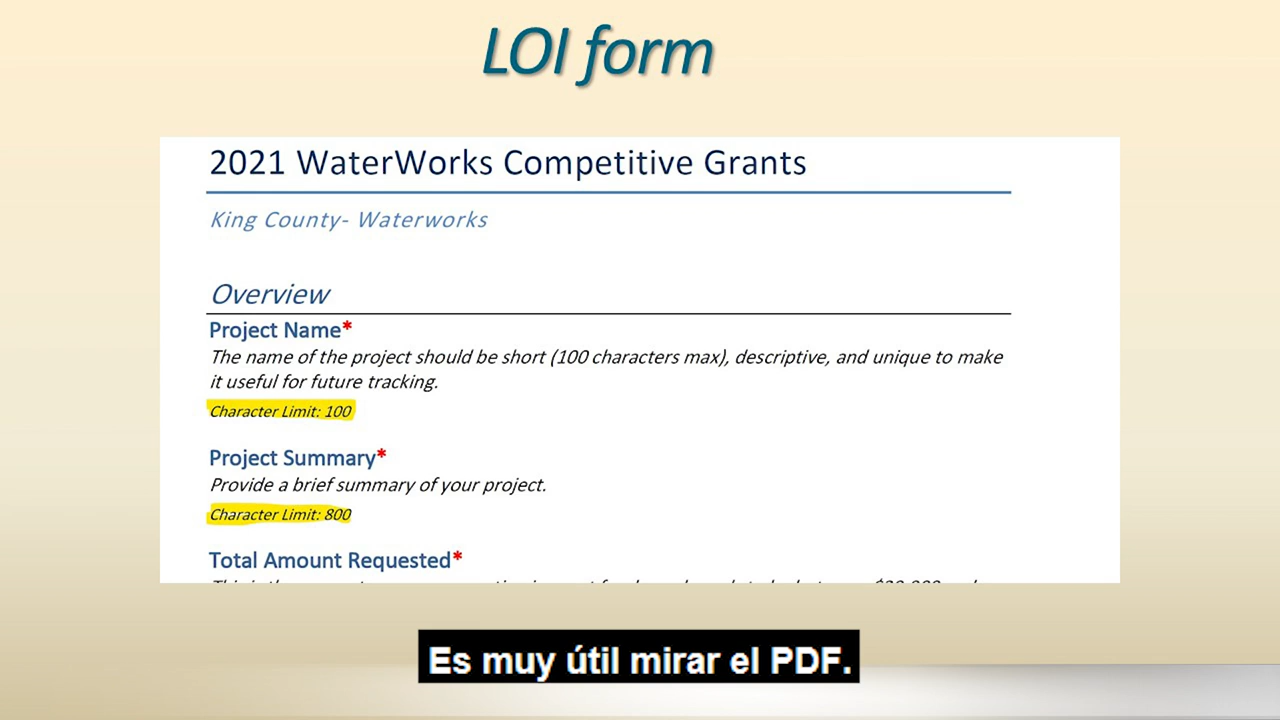 LOI form
2021 WaterWorks Competitive Grants
King County- Waterworks
Overview
Project Name*
The name of the project should be short (100 characters max), descriptive, and unique to make
it useful for future tracking.
Character Limit: 100
Project Summary*
Provide a brief summary of your project.
Character Limit: 800
Total Amount Requested*
Es muy útil mirar el PDF.